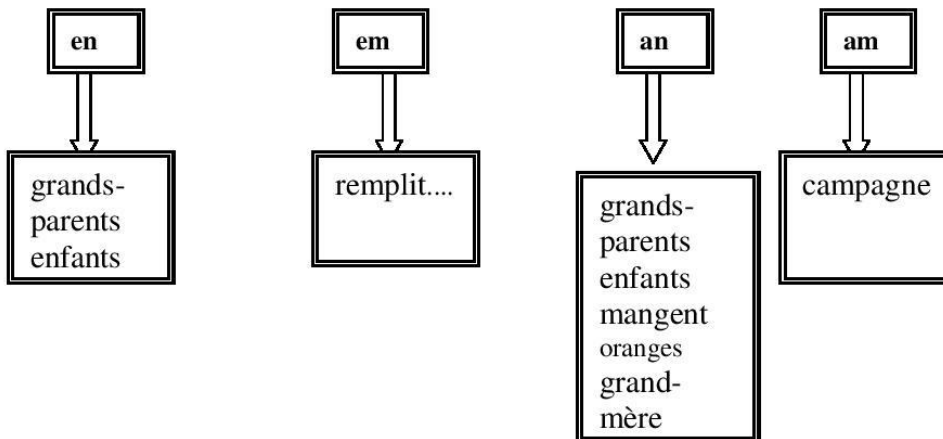 en
em
an
am
grands-
parents
enfants
remplit....
grands-
parents
enfants
mangent
oranges
grand-
mère
campagne